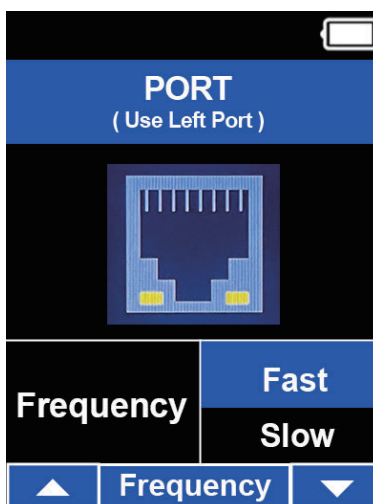 PORT
( Use Left Port )
Frequency
Fast
Slow
Frequency